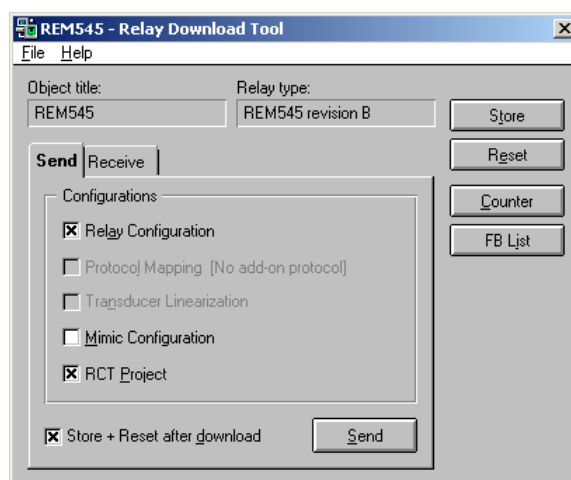 REM545 - Relay Download Tool
File Help
Object title: Relay type:
REM545 REM545 revision B
Store
Reset
Counter
FB List
Send Receive
Configurations
Relay Configuration
Protocol Mapping [No add-on protocol]
Transducer Linearization
Mimic Configuration
RCT Project
Store + Reset after download
Send